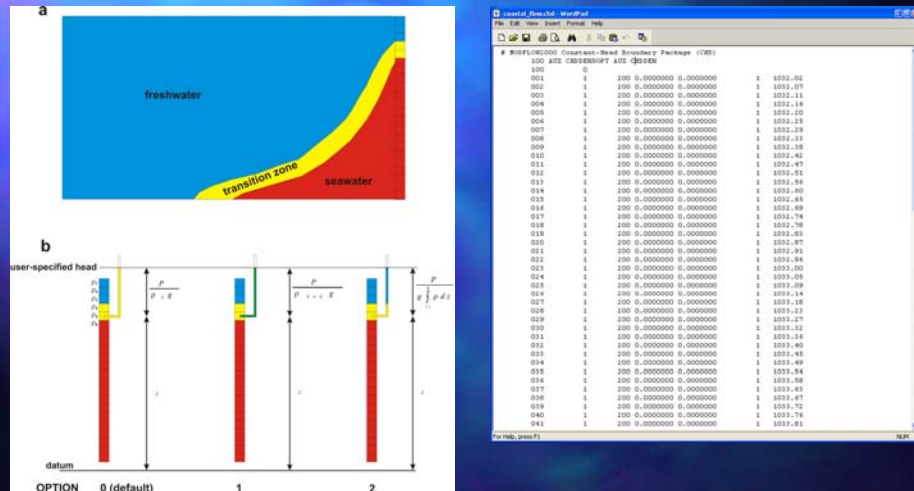 a
freshwater
transition zone
seawater
b
user-specified head
P
P
P
datum
OPTION 0 (default) 1 2
coastal_flow.chd - WordPad
File Edit View Insert Format Help
# MODFLOW2000 Constant-Head Boundary Package (CHD)
100 AUX CHDDENSOPT AUX CHDDEN
100 0
001 1 200 0.0000000 0.0000000 1 1032.02
002 1 200 0.0000000 0.0000000 1 1032.07
003 1 200 0.0000000 0.0000000 1 1032.11
004 1 200 0.0000000 0.0000000 1 1032.16
005 1 200 0.0000000 0.0000000 1 1032.20
006 1 200 0.0000000 0.0000000 1 1032.25
007 1 200 0.0000000 0.0000000 1 1032.29
008 1 200 0.0000000 0.0000000 1 1032.33
009 1 200 0.0000000 0.0000000 1 1032.38
010 1 200 0.0000000 0.0000000 1 1032.42
011 1 200 0.0000000 0.0000000 1 1032.47
012 1 200 0.0000000 0.0000000 1 1032.51
013 1 200 0.0000000 0.0000000 1 1032.56
014 1 200 0.0000000 0.0000000 1 1032.60
015 1 200 0.0000000 0.0000000 1 1032.65
016 1 200 0.0000000 0.0000000 1 1032.69
017 1 200 0.0000000 0.0000000 1 1032.74
018 1 200 0.0000000 0.0000000 1 1032.78
019 1 200 0.0000000 0.0000000 1 1032.83
020 1 200 0.0000000 0.0000000 1 1032.87
021 1 200 0.0000000 0.0000000 1 1032.91
022 1 200 0.0000000 0.0000000 1 1032.96
023 1 200 0.0000000 0.0000000 1 1033.00
024 1 200 0.0000000 0.0000000 1 1033.05
025 1 200 0.0000000 0.0000000 1 1033.09
026 1 200 0.0000000 0.0000000 1 1033.14
027 1 200 0.0000000 0.0000000 1 1033.18
028 1 200 0.0000000 0.0000000 1 1033.23
029 1 200 0.0000000 0.0000000 1 1033.27
030 1 200 0.0000000 0.0000000 1 1033.32
031 1 200 0.0000000 0.0000000 1 1033.36
032 1 200 0.0000000 0.0000000 1 1033.40
033 1 200 0.0000000 0.0000000 1 1033.45
034 1 200 0.0000000 0.0000000 1 1033.49
035 1 200 0.0000000 0.0000000 1 1033.54
036 1 200 0.0000000 0.0000000 1 1033.58
037 1 200 0.0000000 0.0000000 1 1033.63
038 1 200 0.0000000 0.0000000 1 1033.67
039 1 200 0.0000000 0.0000000 1 1033.72
040 1 200 0.0000000 0.0000000 1 1033.76
041 1 200 0.0000000 0.0000000 1 1033.81
For Help, press F1
NUM